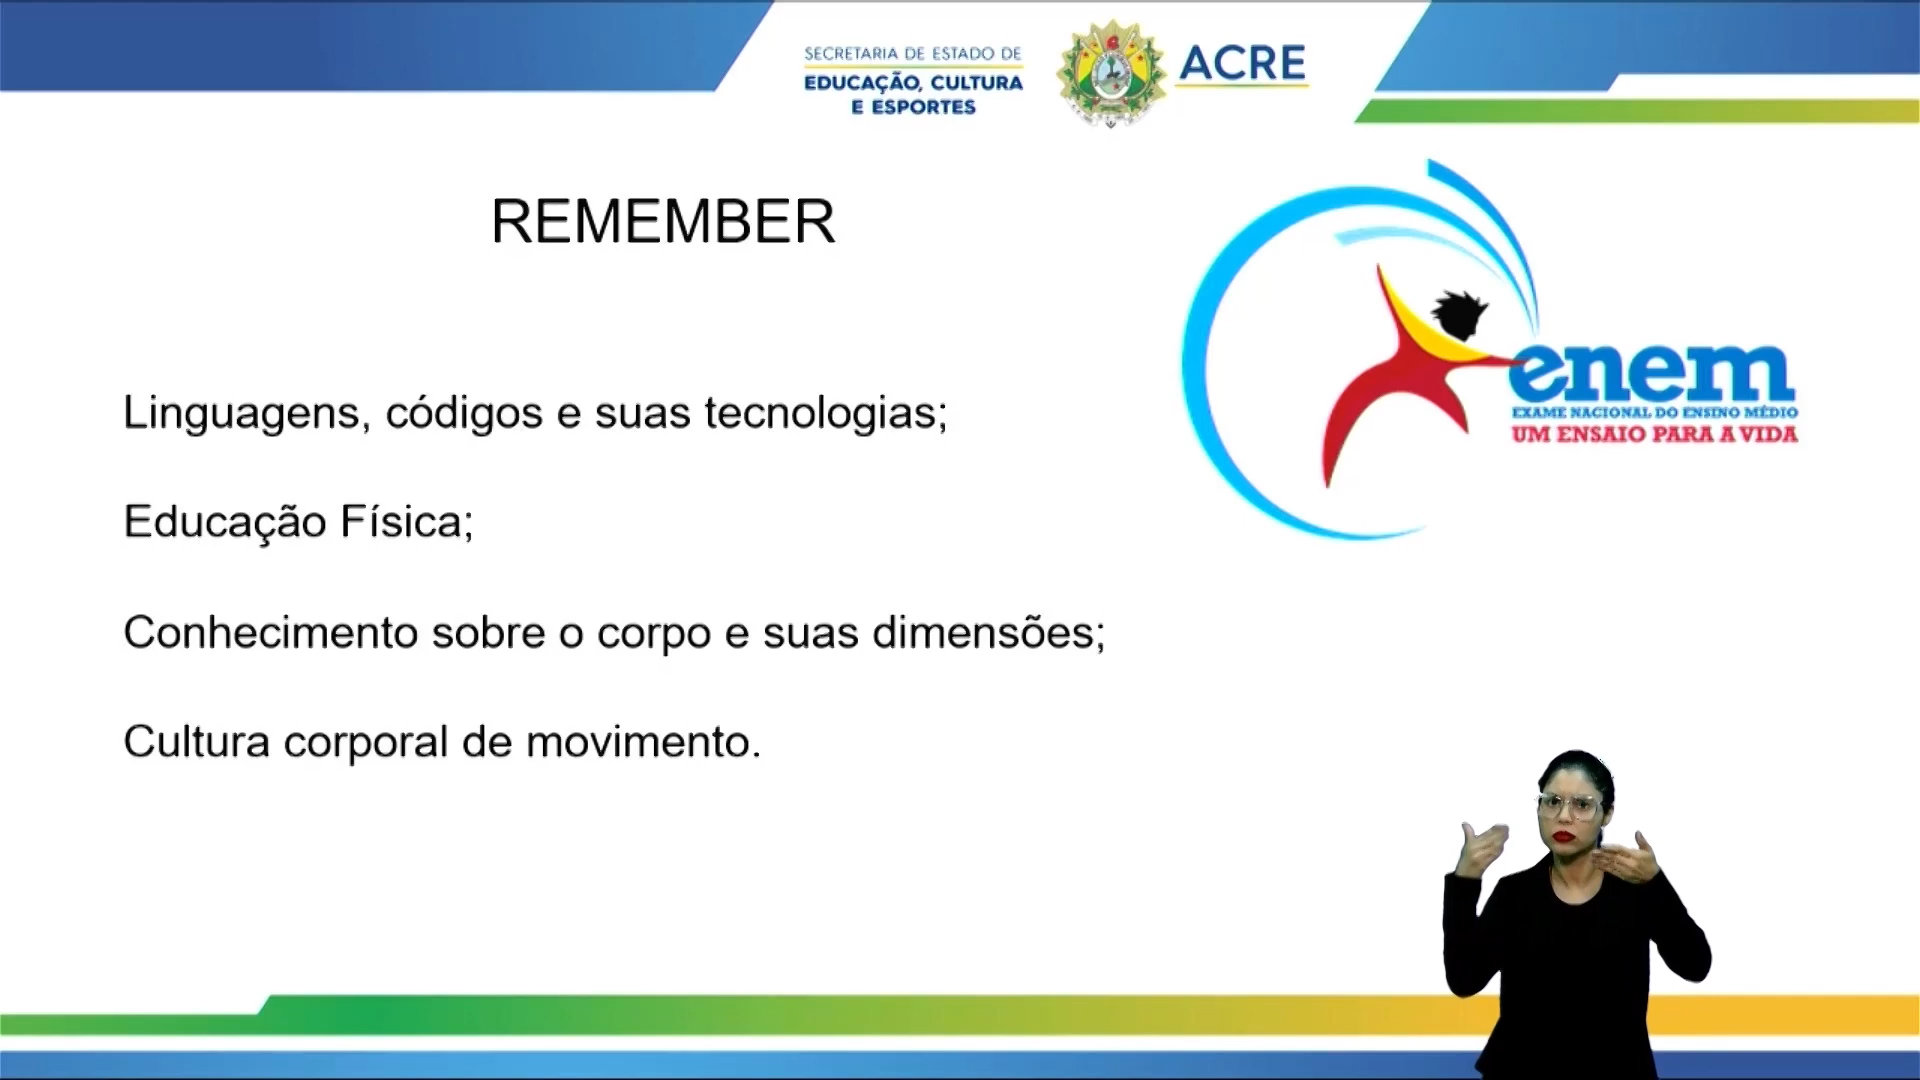 SECRETARIA DE ESTADO DE
EDUCAÇÃO, CULTURA
E ESPORTES
ACRE
REMEMBER
enem
EXAME NACIONAL DO ENSINO MÉDIO
UM ENSAIO PARA A VIDA
Linguagens, códigos e suas tecnologias;
Educação Física;
Conhecimento sobre o corpo e suas dimensões;
Cultura corporal de movimento.